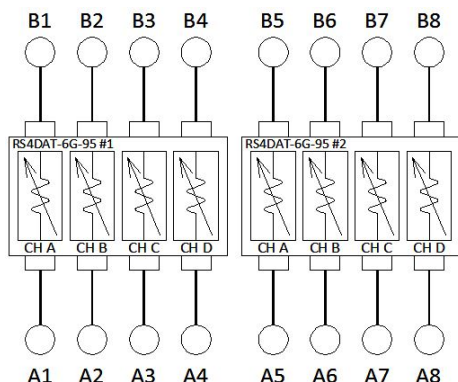 B1 B2 B3 B4 B5 B6 B7 B8
RS4DAT-6G-95 #1 RS4DAT-6G-95 #2
CH A CH B CH C CH D CH A CH B CH C CH D
A1 A2 A3 A4 A5 A6 A7 A8